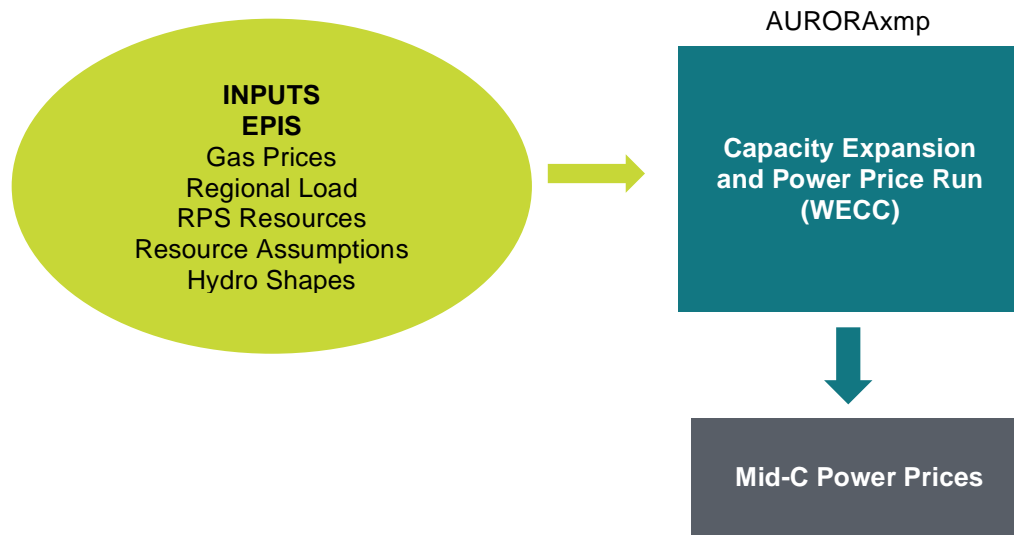 INPUTS
EPIS
Gas Prices
Regional Load
RPS Resources
Resource Assumptions
Hydro Shapes
AURORAxmp
Capacity Expansion
and Power Price Run
(WECC)
Mid-C Power Prices